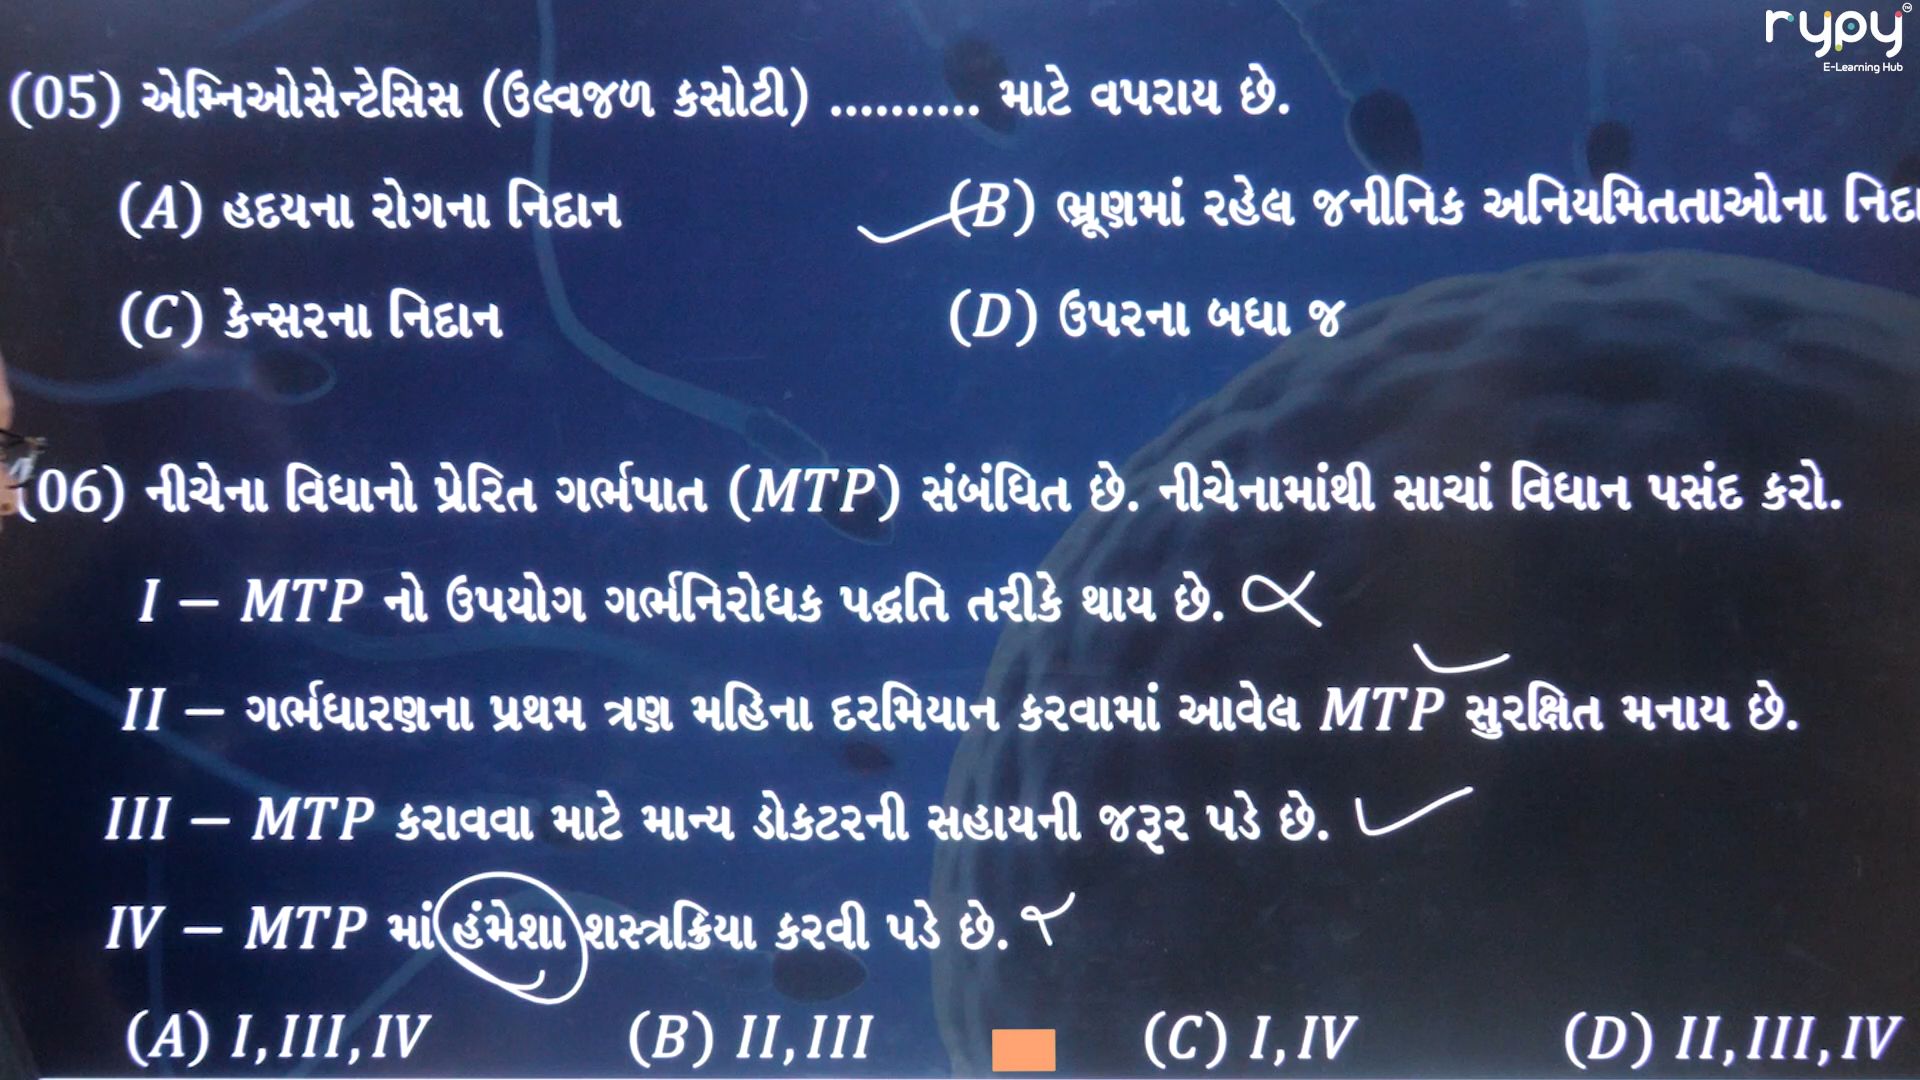 rypy
E-Learning Hub
(05) એમ્નિઓસેન્ટેસિસ (ઉલ્વજળ કસોટી) .......... માટે વપરાય છે.
(A) હદયના રોગના નિદાન (B) ભ્રૂણમાં રહેલ જનીનિક અનિયમિતતાઓના
(C) કેન્સરના નિદાન (D) ઉપરના બધા જ
(06) નીચેના વિધાનો પ્રેરિત ગર્ભપાત (MTP) સંબંધિત છે. નીચેનામાંથી સાચાં વિધાન પસંદ કરો.
I – MTP નો ઉપયોગ ગર્ભનિરોધક પદ્ધતિ તરીકે થાય છે.
II – ગર્ભધારણના પ્રથમ ત્રણ મહિના દરમિયાન કરવામાં આવેલ MTP સુરક્ષિત મનાય છે.
III – MTP કરાવવા માટે માન્ય ડોકટરની સહાયની જરૂર પડે છે.
IV – MTP માં હંમેશા શસ્ત્રક્રિયા કરવી પડે છે.
(A) I, III, IV (B) II, III (C) I, IV (D) II, III, IV